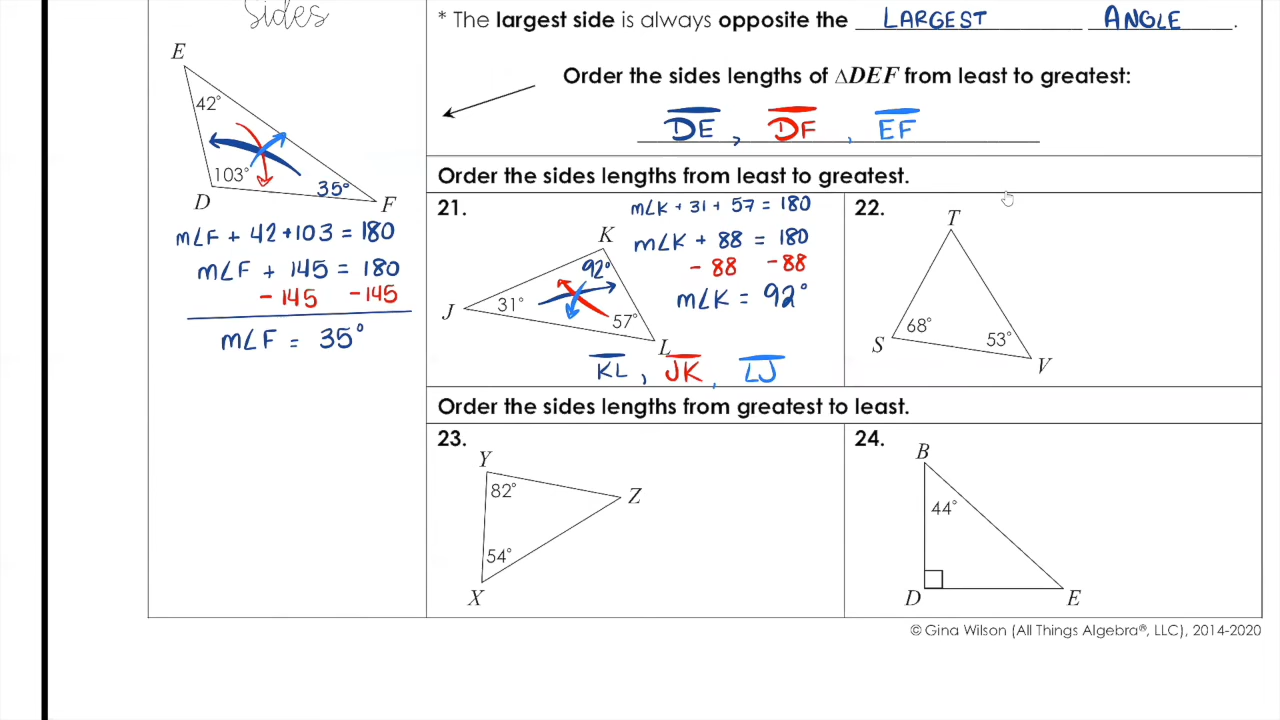 Sides
* The largest side is always opposite the LARGEST ANGLE.
Order the sides lengths of ΔDEF from least to greatest:
DE, DF, EF
E
42°
103°
35°
D
F
m∠F + 42 + 103 = 180
m∠F + 145 = 180
- 145 - 145
m∠F = 35°
Order the sides lengths from least to greatest.
21.
m∠K + 31 + 57 = 180
m∠K + 88 = 180
- 88 - 88
m∠K = 92°
K
92°
J
31°
57°
L
KL, JK, LJ
22.
T
68°
53°
S
V
Order the sides lengths from greatest to least.
23.
Y
82°
Z
54°
X
24.
B
44°
D
E
© Gina Wilson (All Things Algebra®, LLC), 2014-2020